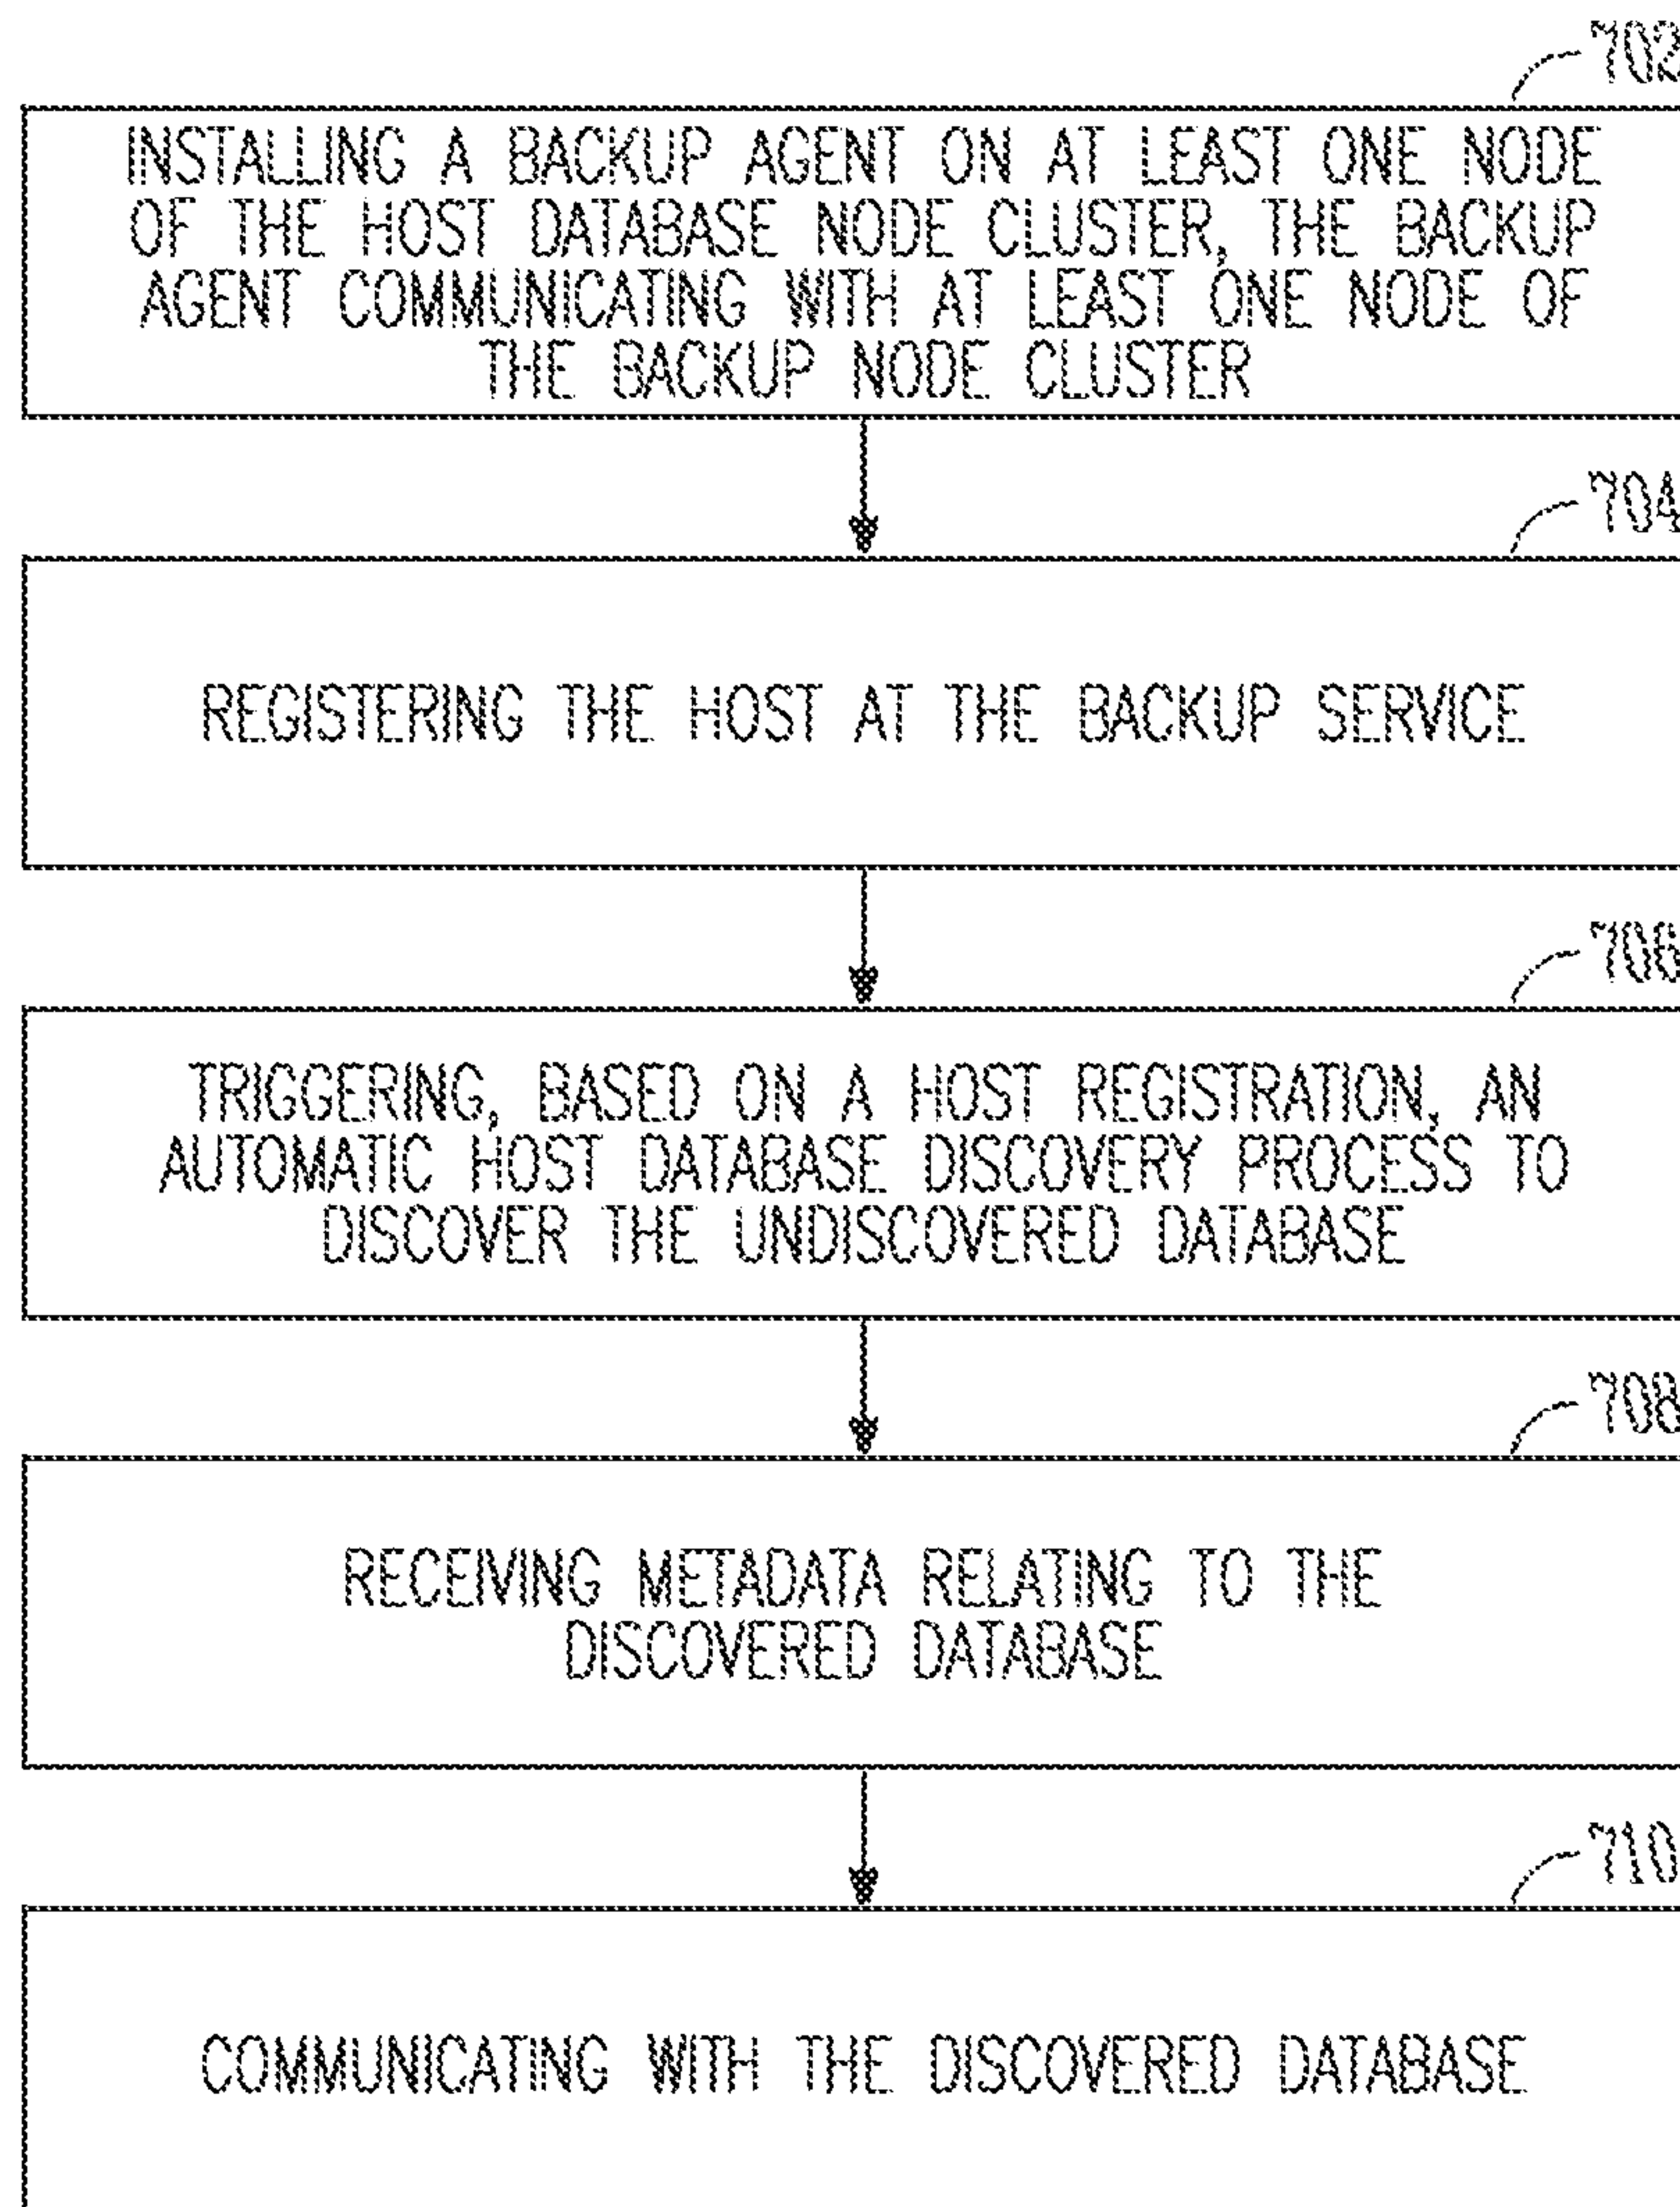 702
INSTALLING A BACKUP AGENT ON AT LEAST ONE NODE
OF THE HOST DATABASE NODE CLUSTER, THE BACKUP
AGENT COMMUNICATING WITH AT LEAST ONE NODE OF
THE BACKUP NODE CLUSTER
704
REGISTERING THE HOST AT THE BACKUP SERVICE
706
TRIGGERING, BASED ON A HOST REGISTRATION, AN
AUTOMATIC HOST DATABASE DISCOVERY PROCESS TO
DISCOVER THE UNDISCOVERED DATABASE
708
RECEIVING METADATA RELATING TO THE
DISCOVERED DATABASE
710
COMMUNICATING WITH THE DISCOVERED DATABASE